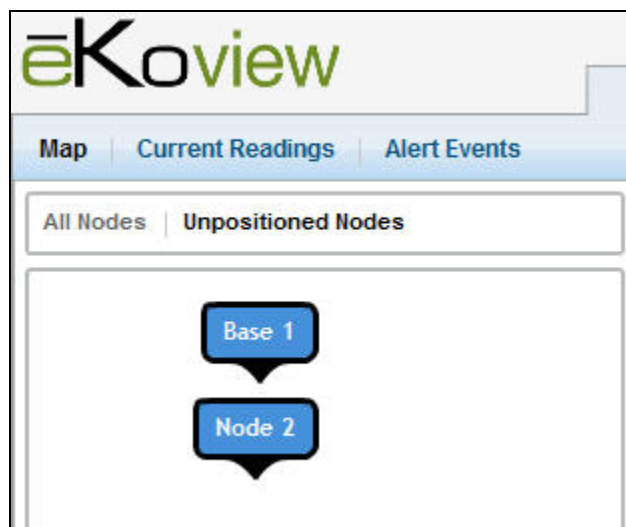 ēKoview
Map | Current Readings | Alert Events
All Nodes | Unpositioned Nodes
Base 1
Node 2